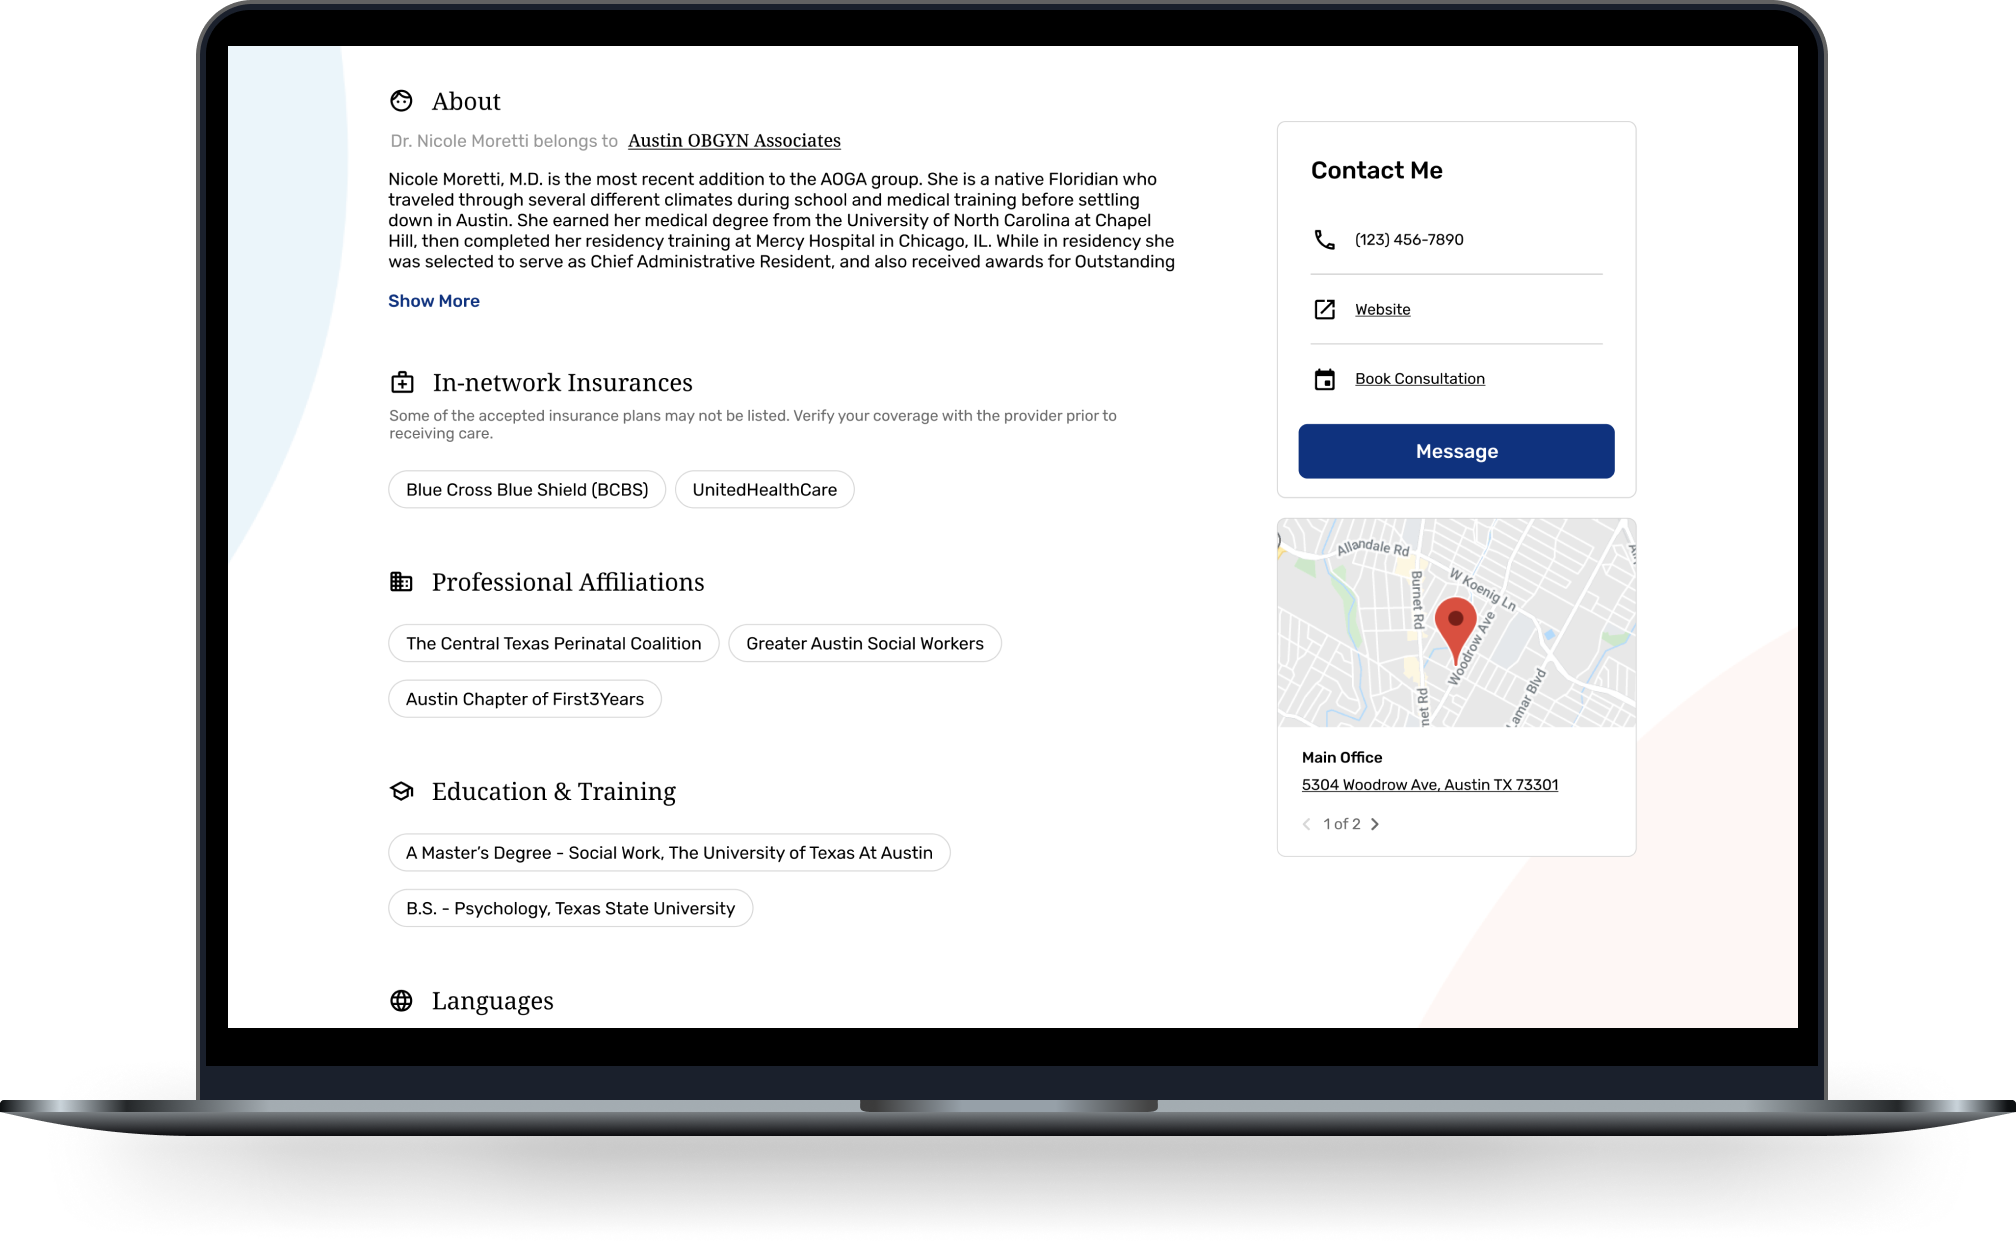 About
Dr. Nicole Moretti belongs to Austin OBGYN Associates
Nicole Moretti, M.D. is the most recent addition to the AOGA group. She is a native Floridian who
traveled through several different climates during school and medical training before settling
down in Austin. She earned her medical degree from the University of North Carolina at Chapel
Hill, then completed her residency training at Mercy Hospital in Chicago, IL. While in residency she
was selected to serve as Chief Administrative Resident, and also received awards for Outstanding
Show More
In-network Insurances
Some of the accepted insurance plans may not be listed. Verify your coverage with the provider prior to
receiving care.
Blue Cross Blue Shield (BCBS) UnitedHealthCare
Professional Affiliations
The Central Texas Perinatal Coalition Greater Austin Social Workers
Austin Chapter of First3Years
Education & Training
A Master’s Degree - Social Work, The University of Texas At Austin
B.S. - Psychology, Texas State University
Languages
Contact Me
(123) 456-7890
Website
Book Consultation
Message
Allandale Rd
W Koenig Ln
Burnet Rd
Woodrow Ave
Lamar Blvd
net Rd
Main Office
5304 Woodrow Ave, Austin TX 73301
1 of 2